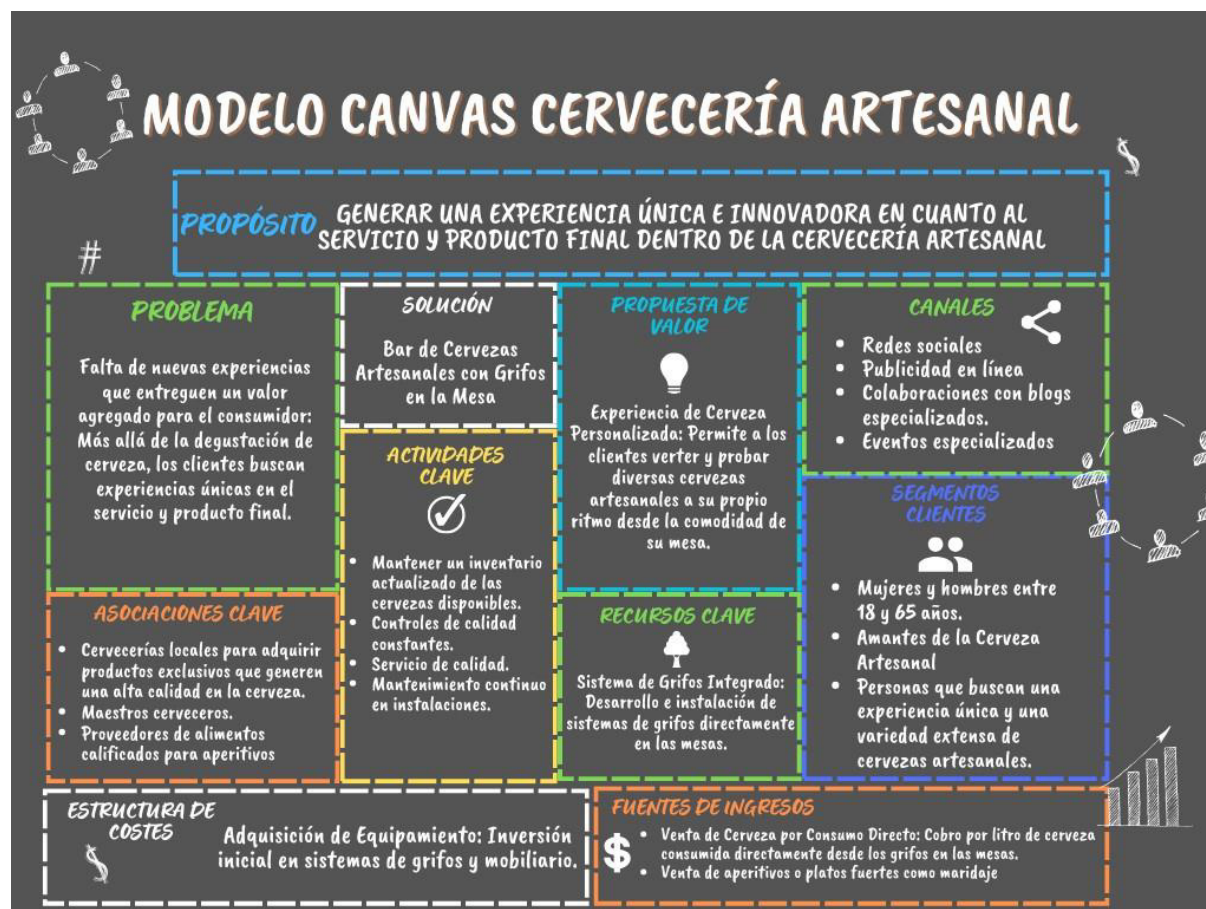 MODELO CANVAS CERVECERÍA ARTESANAL
$
PROPÓSITO
GENERAR UNA EXPERIENCIA ÚNICA E INNOVADORA EN CUANTO AL
SERVICIO Y PRODUCTO FINAL DENTRO DE LA CERVECERÍA ARTESANAL
#
PROBLEMA
Falta de nuevas experiencias
que entreguen un valor
agregado para el consumidor:
Más allá de la degustación de
cerveza, los clientes buscan
experiencias únicas en el
servicio y producto final.
SOLUCIÓN
Bar de Cervezas
Artesanales con Grifos
en la Mesa
PROPUESTA DE
VALOR
Experiencia de Cerveza
Personalizada: Permite a los
clientes verter y probar
diversas cervezas
artesanales a su propio
ritmo desde la comodidad de
su mesa.
CANALES
• Redes sociales
• Publicidad en línea
• Colaboraciones con blogs
especializados.
• Eventos especializados
ACTIVIDADES
CLAVE
• Mantener un inventario
actualizado de las
cervezas disponibles.
• Controles de calidad
constantes.
• Servicio de calidad.
• Mantenimiento continuo
en instalaciones.
SEGMENTOS
CLIENTES
• Mujeres y hombres entre
18 y 65 años.
• Amantes de la Cerveza
Artesanal
• Personas que buscan una
experiencia única y una
variedad extensa de
cervezas artesanales.
ASOCIACIONES CLAVE
• Cervecerías locales para adquirir
productos exclusivos que generen
una alta calidad en la cerveza.
• Maestros cerveceros.
• Proveedores de alimentos
calificados para aperitivos
RECURSOS CLAVE
Sistema de Grifos Integrado:
Desarrollo e instalación de
sistemas de grifos directamente
en las mesas.
ESTRUCTURA DE
COSTES
$
Adquisición de Equipamiento: Inversión
inicial en sistemas de grifos y mobiliario.
FUENTES DE INGRESOS
$
• Venta de Cerveza por Consumo Directo: Cobro por litro de cerveza
consumida directamente desde los grifos en las mesas.
• Venta de aperitivos o platos fuertes como maridaje